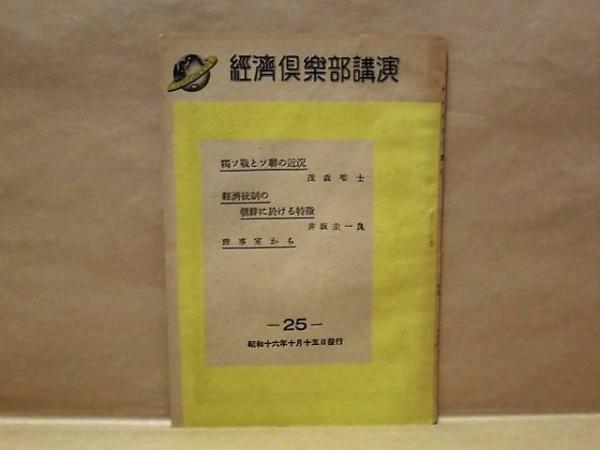 經濟俱樂部講演
獨ソ戰とソ聯の近況
茂森唯士
經濟統制の
朝鮮に於ける特徵
井坂圭一良
理事室から
—25—
昭和十六年十月十五日發行